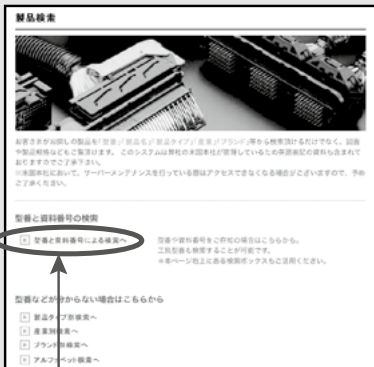 製品検索
お客さまがお探しの製品を「型番」「部品名」「製品タイプ」「産業」「ブランド」等から検索頂けるだけでなく、図面
や製品規格などもご覧頂けます。このシステムは弊社の米国本社が管理しているため英語表記の資料も含まれて
おりますのでご了承下さい。
※米国本社において、サーバーメンテナンスを行っている際はアクセスできなくなる場合がございますので、予め
ご了承ください。
型番と資料番号の検索
型番と資料番号による検索へ
型番や資料番号をご存知の場合はこちらから。
工具型番も検索することが可能です。
※本ページ右上にある検索ボックスもご活用ください。
型番などが分からない場合はこちらから
製品タイプ別検索へ
産業別検索へ
ブランド別検索へ
アルファベット検索へ